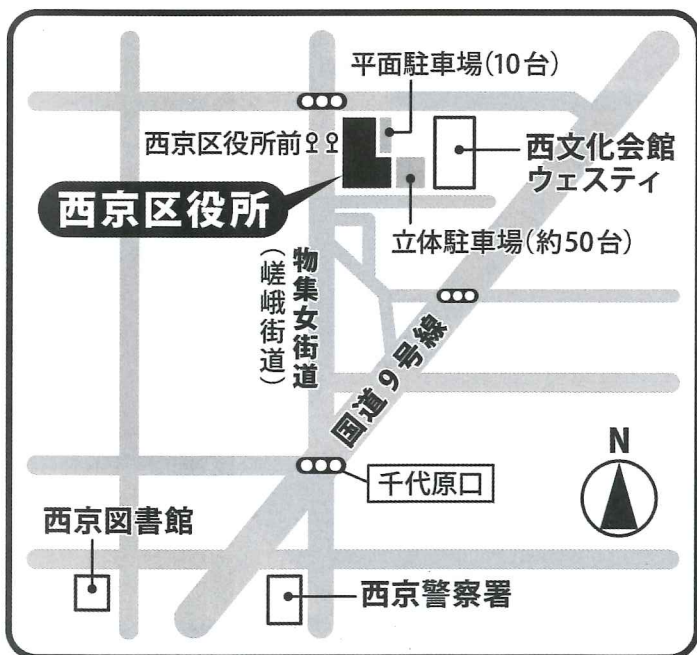 平面駐車場(10台)
西京区役所前
西文化会館
ウェスティ
西京区役所
立体駐車場(約50台)
物集女街道
(嵯峨街道)
国道9号線
N
千代原口
西京図書館
西京警察署